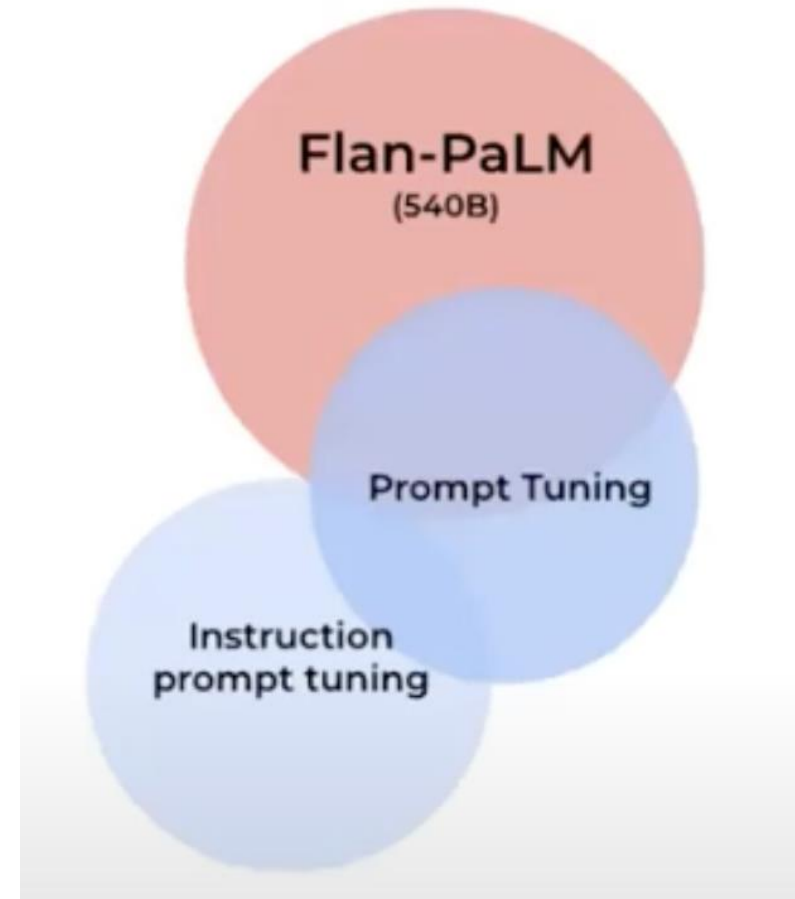 Flan-PaLM
(540B)
Prompt Tuning
Instruction
prompt tuning